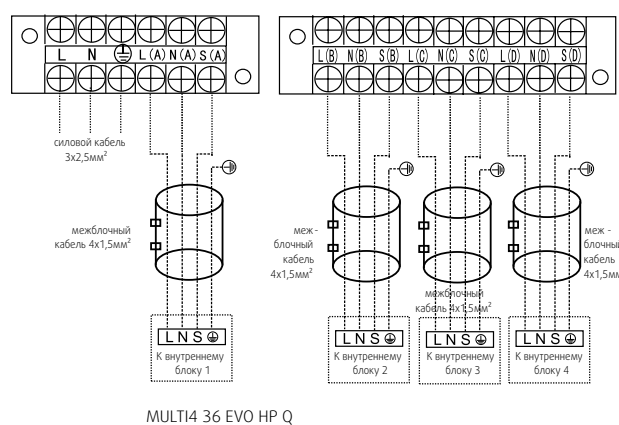 L N L(A) N(A) S(A)
L(B) N(B) S(B) L(C) N(C) S(C) L(D) N(D) S(D)
силовой кабель
3x2,5мм²
межблочный
кабель 4x1,5мм²
меж -
блочный
кабель
4x1,5мм²
межблочный
кабель 4x1,5мм²
меж -
блочный
кабель
4x1,5мм
LNS
К внутреннему
блоку 1
LNS
К внутреннему
блоку 2
LNS
К внутреннему
блоку 3
LNS
К внутреннему
блоку 4
MULTI4 36 EVO HP Q